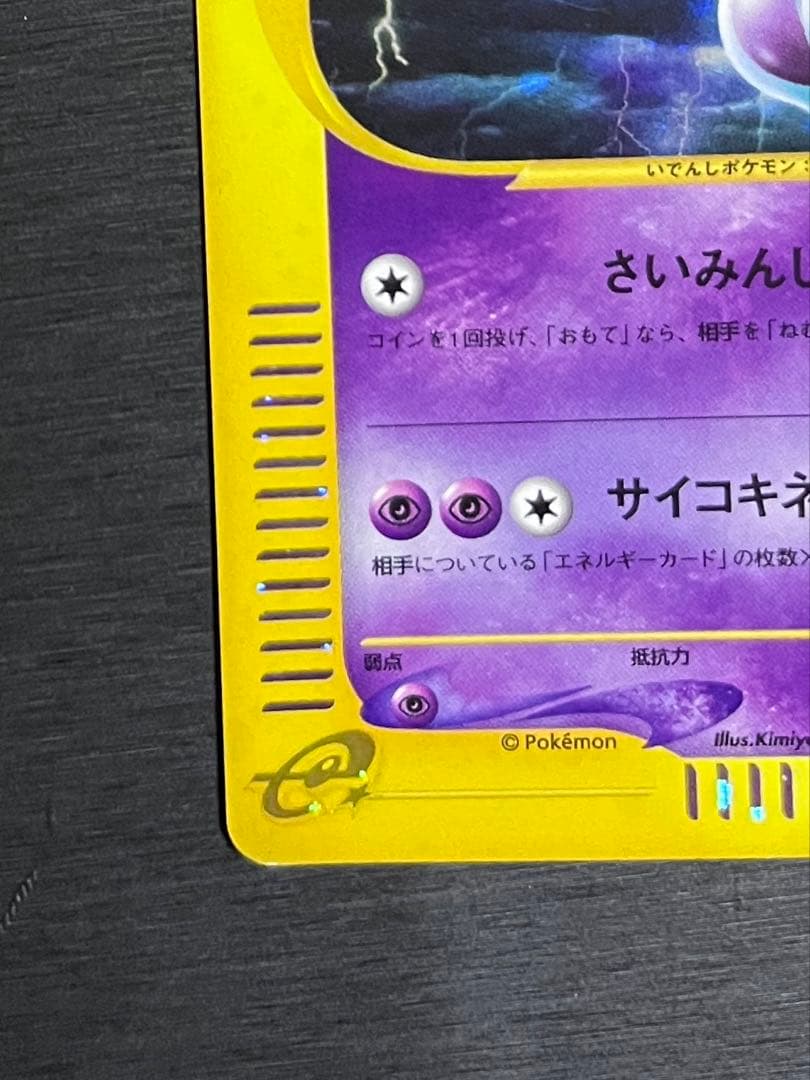 いでんしポケモン：
さいみんし
コインを1回投げ、「おもて」なら、相手を「ねむ
サイコキネ
相手についている「エネルギーカード」の枚数×
弱点
抵抗力
© Pokémon
Illus.Kimiy